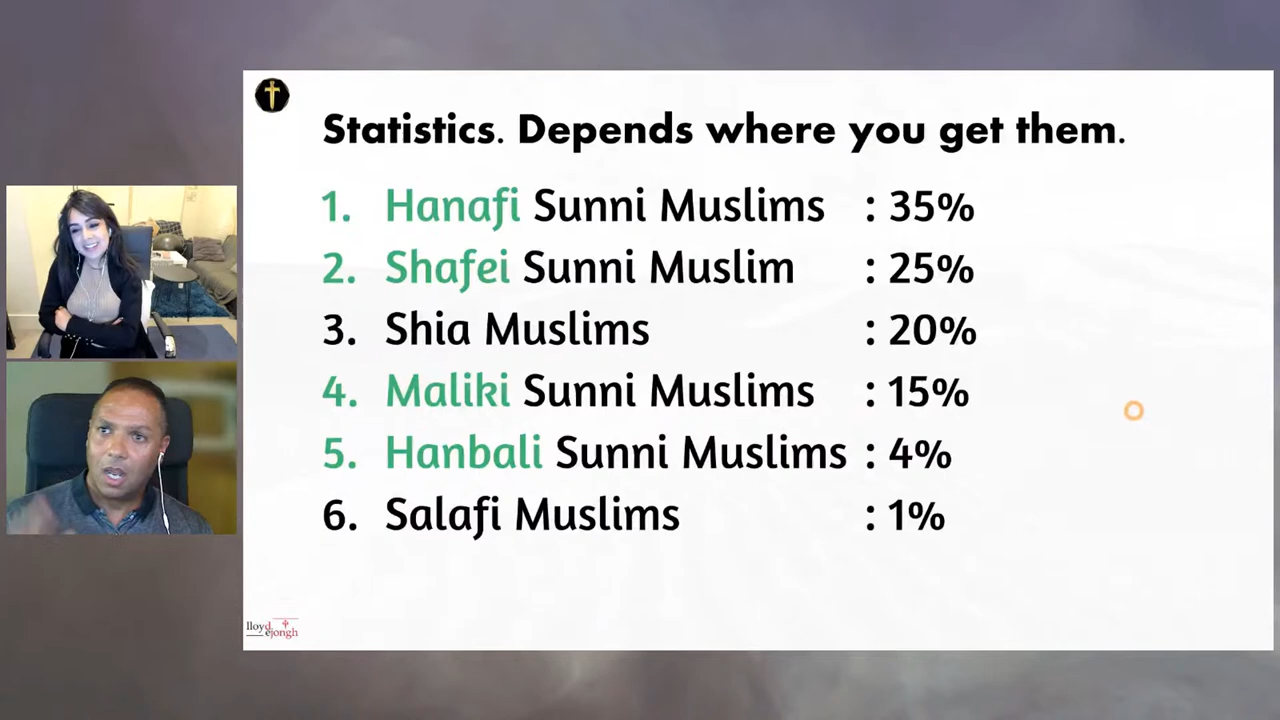 Statistics. Depends where you get them.
1. Hanafi Sunni Muslims : 35%
2. Shafei Sunni Muslim : 25%
3. Shia Muslims : 20%
4. Maliki Sunni Muslims : 15%
5. Hanbali Sunni Muslims : 4%
6. Salafi Muslims : 1%
lloyd
ejongh